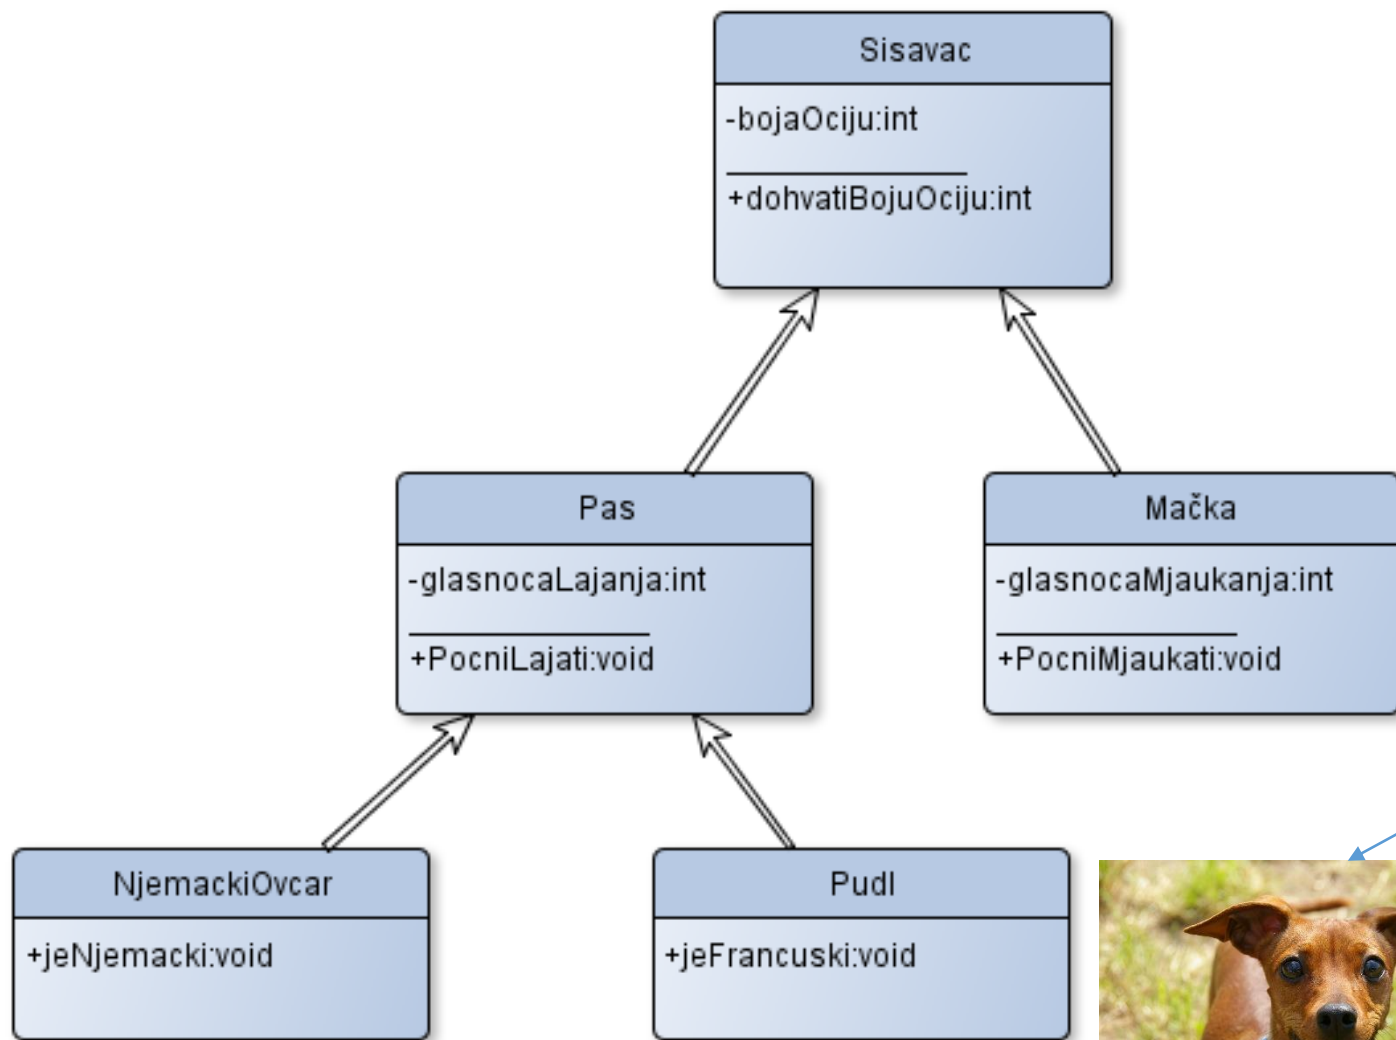 Sisavac
-bojaOciju:int
+dohvatiBojuOciju:int
Pas
-glasnocaLajanja:int
+PocniLajati:void
Mačka
-glasnocaMjaukanja:int
+PocniMjaukati:void
NjemackiOvcar
+jeNjemacki:void
Pudl
+jeFrancuski:void